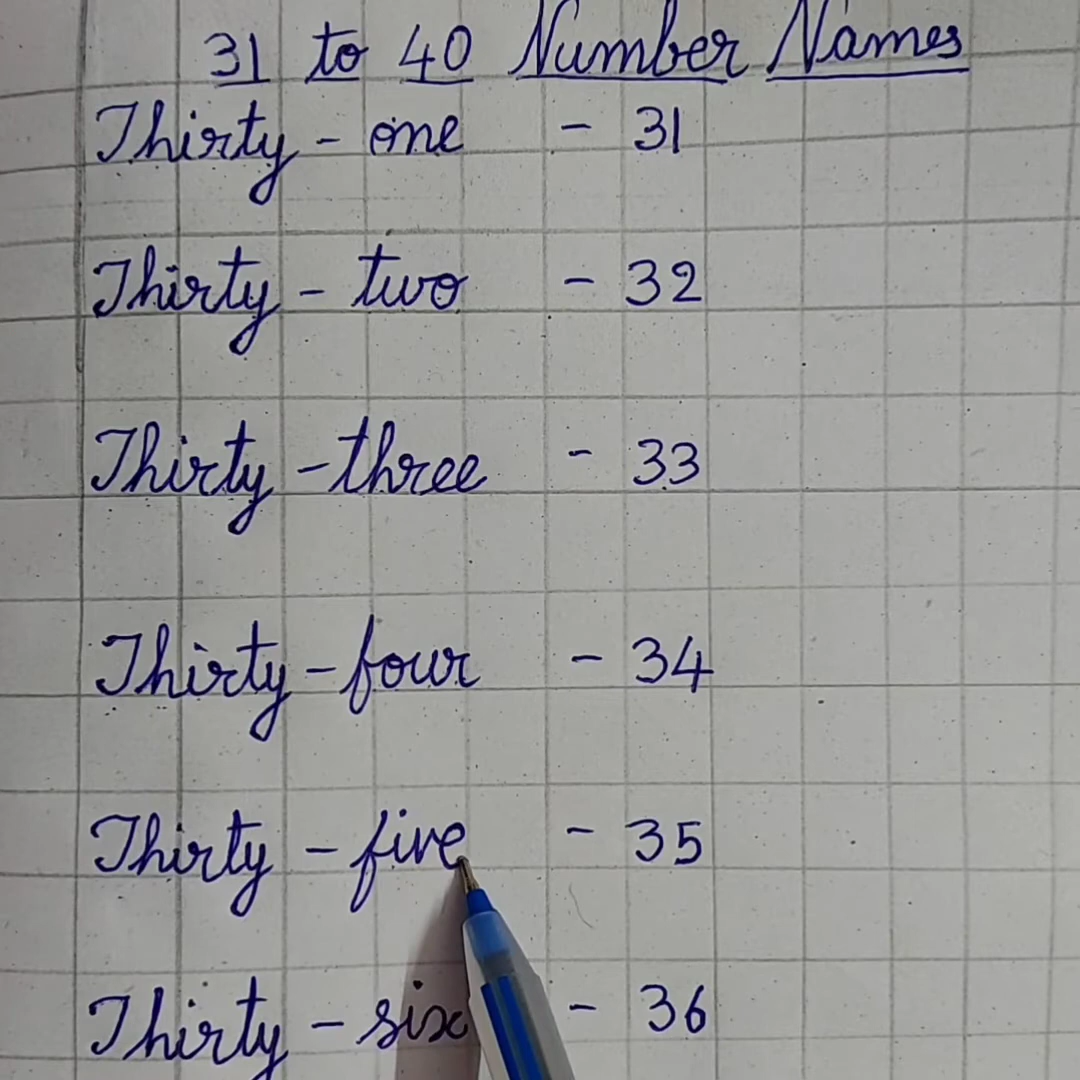 31 to 40 Number Names
Thirty - one - 31
Thirty - two - 32
Thirty - three - 33
Thirty - four - 34
Thirty - five - 35
Thirty - six - 36